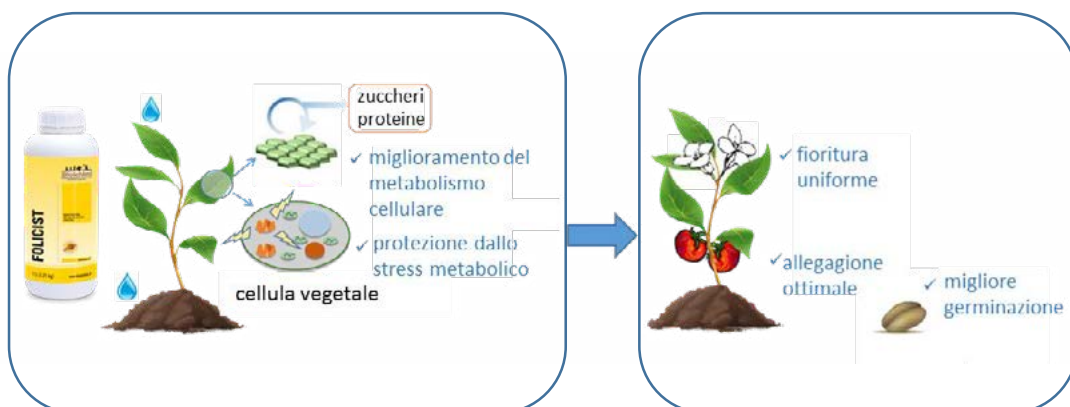 zuccheri
proteine
✓ miglioramento del
metabolismo
cellulare
✓ protezione dallo
stress metabolico
cellula vegetale
FOLICIST
✓ fioritura
uniforme
✓ allegagione
ottimale
✓ migliore
germinazione